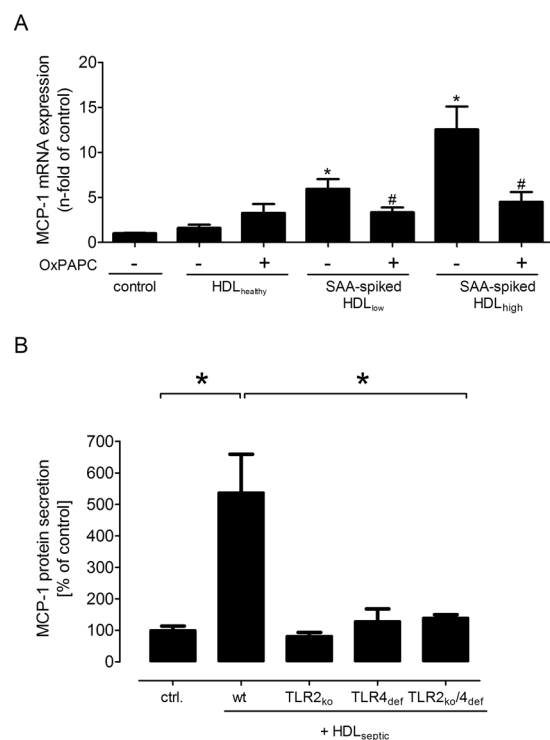 A
MCP-1 mRNA expression
(n-fold of control)
20
15
10
5
0
* # * #
OxPAPC - - + - + - +
control HDLhealthy SAA-spiked SAA-spiked
HDLlow HDLhigh
B
* *
MCP-1 protein secretion
[% of control]
700
600
500
400
300
200
100
0
ctrl. wt TLR2ko TLR4def TLR2ko/4def
+ HDLseptic